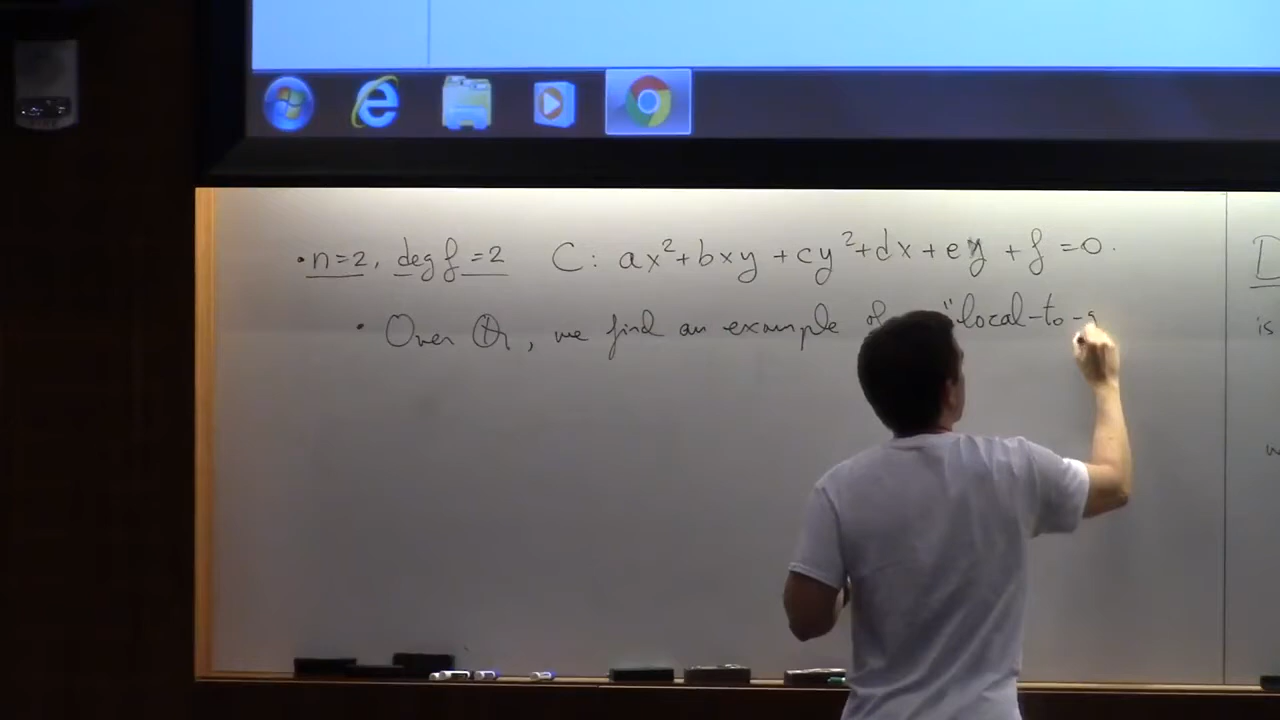 • n=2, deg f =2 C: ax²+bxy+cy²+dx+ey+f=0.
• Over ℚ, we find an example of "local-to-g
D
is
w